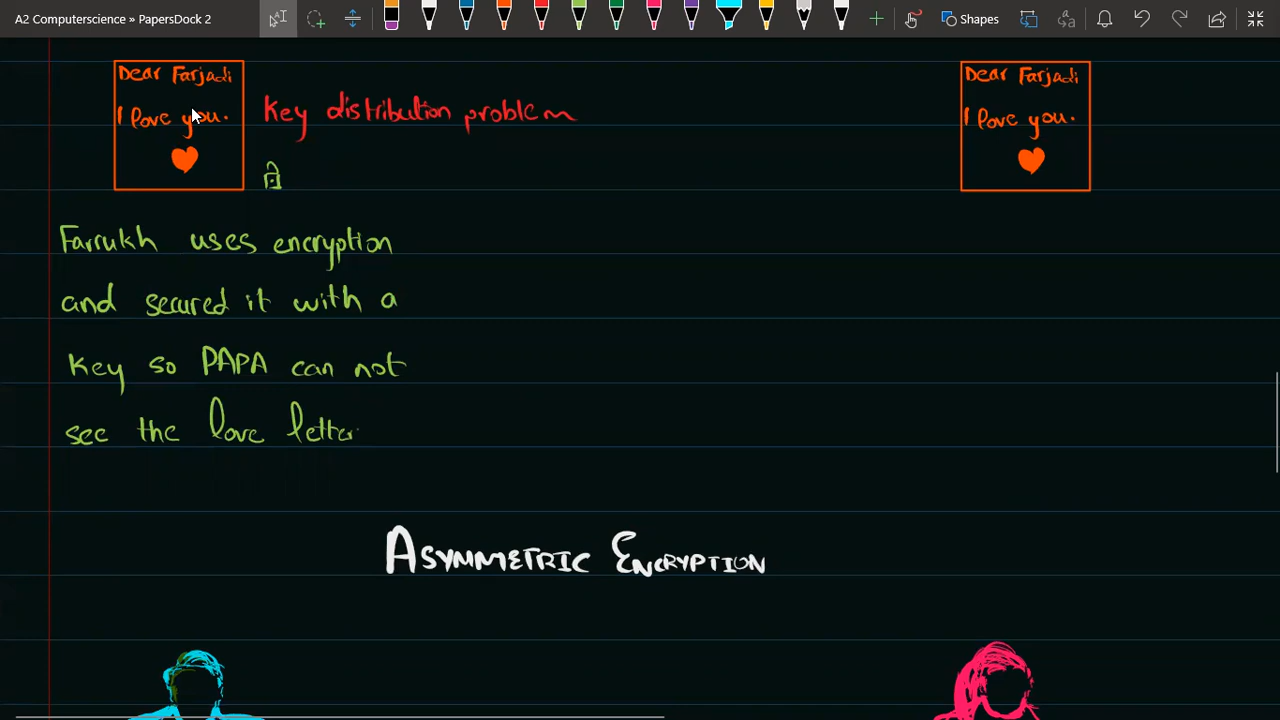 A2 Computerscience » PapersDock 2
Shapes
Dear Farjadi
I love you.
Key distribution problem
Dear Farjadi
I love you.
Farrukh uses encryption
and secured it with a
key so PAPA can not
see the love letter.
ASYMMETRIC ENCRYPTION